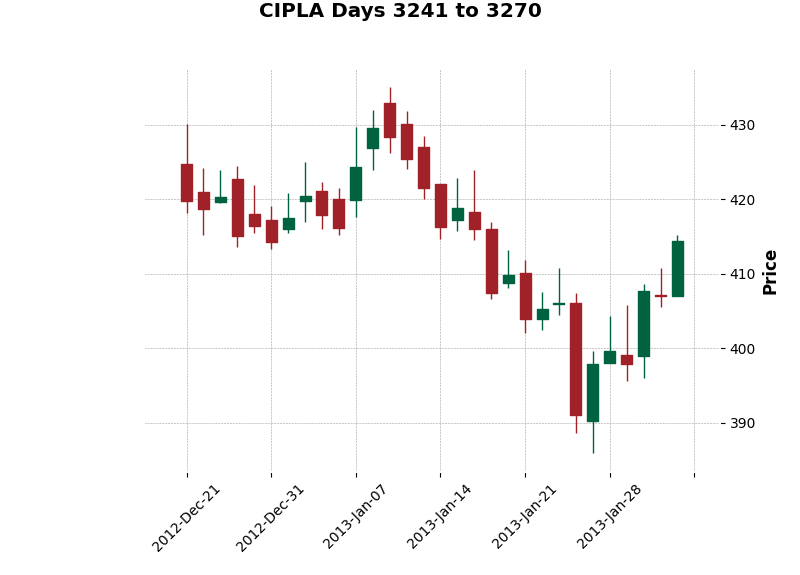 CIPLA Days 3241 to 3270
430
420
410
400
390
Price
2012-Dec-21
2012-Dec-31
2013-Jan-07
2013-Jan-14
2013-Jan-21
2013-Jan-28